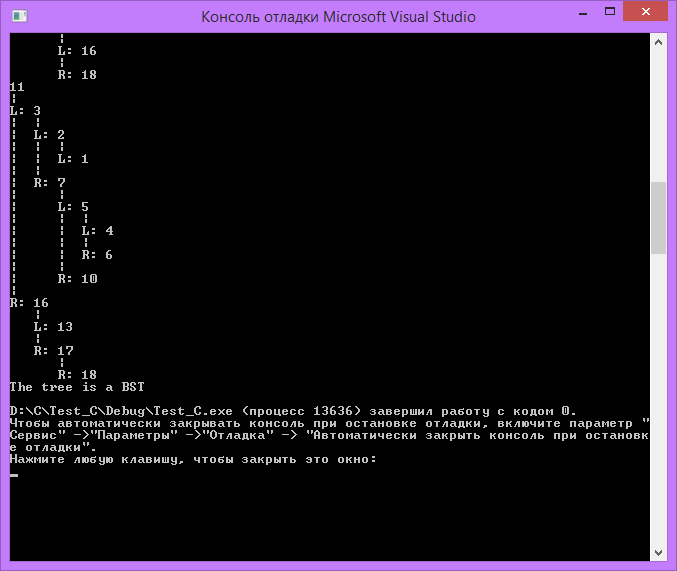 Консоль отладки Microsoft Visual Studio
      ¦
      L: 16
      ¦
      R: 18
11
¦
L: 3
¦  ¦
¦  L: 2
¦  ¦  ¦
¦  ¦  L: 1
¦  ¦
¦  R: 7
¦     ¦
¦     L: 5
¦     ¦  ¦
¦     ¦  L: 4
¦     ¦  ¦
¦     ¦  R: 6
¦     ¦
¦     R: 10
¦
R: 16
   ¦
   L: 13
   ¦
   R: 17
      ¦
      R: 18
The tree is a BST

D:\C\Test_C\Debug\Test_C.exe (процесс 13636) завершил работу с кодом 0.
Чтобы автоматически закрывать консоль при остановке отладки, включите параметр "
Сервис" ->"Параметры" ->"Отладка" -> "Автоматически закрыть консоль при остановк
е отладки".
Нажмите любую клавишу, чтобы закрыть это окно: